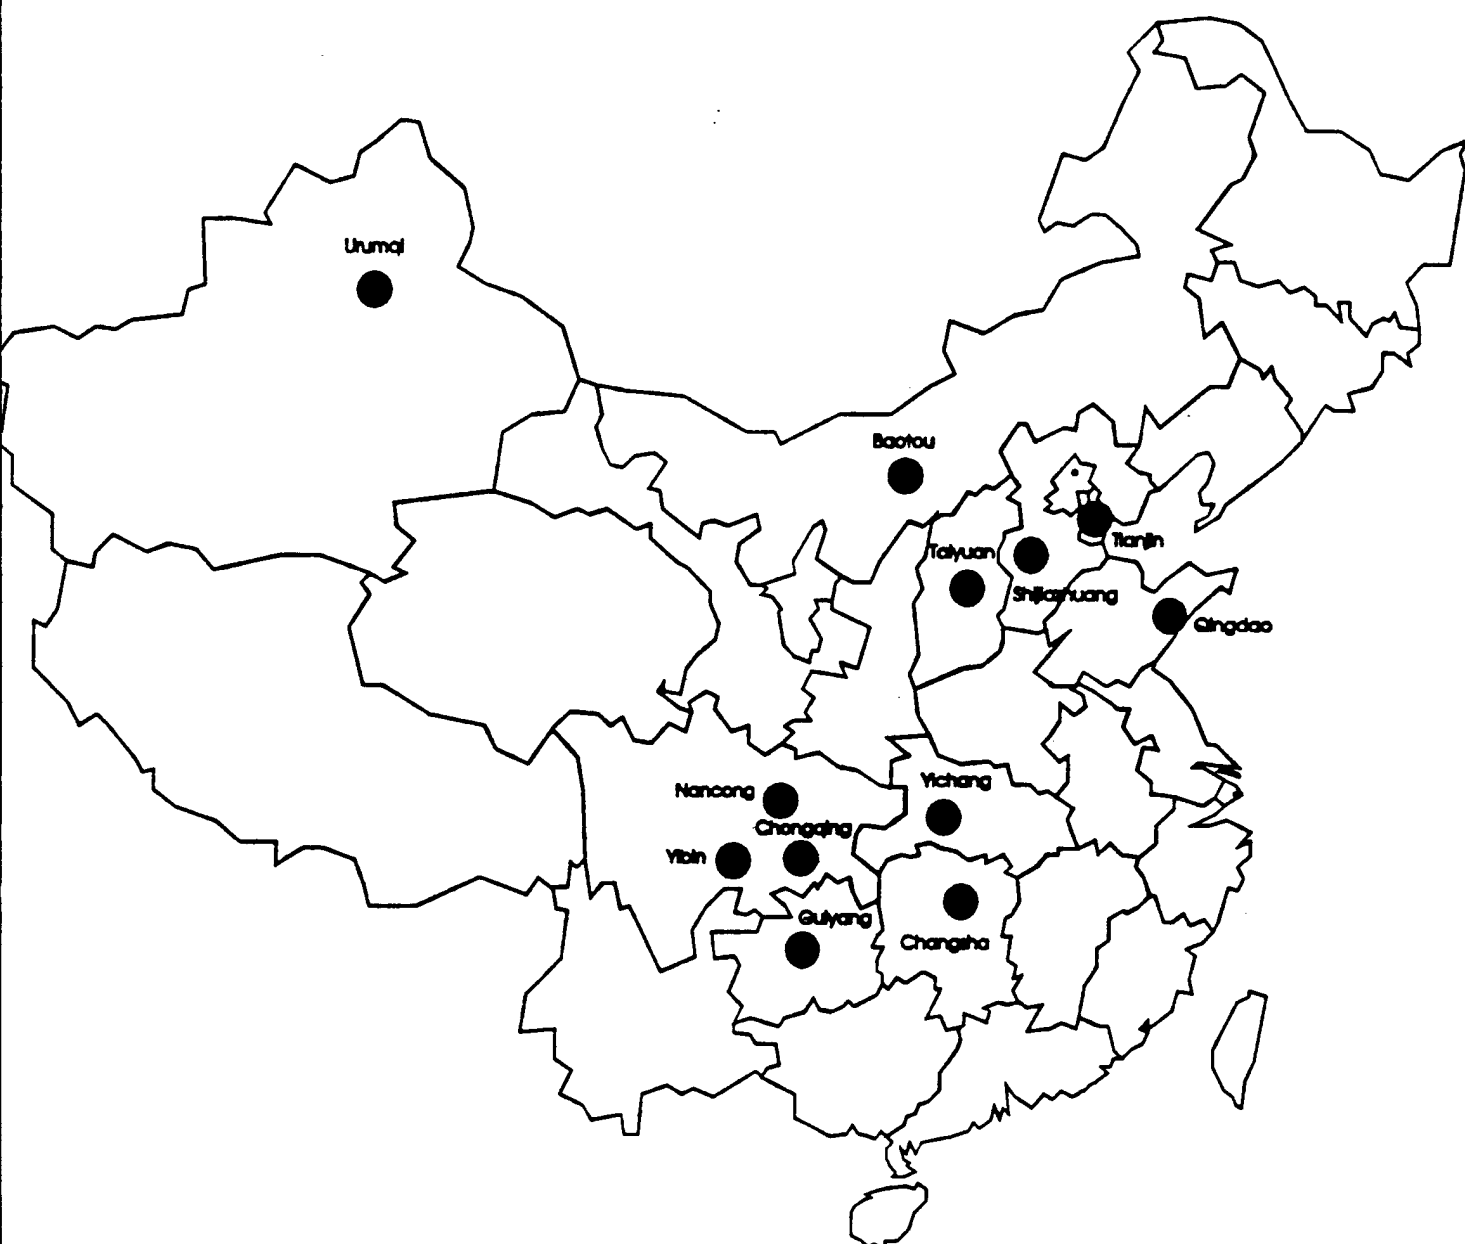 Urumqi
Baotou
Tianjin
Taiyuan
Shijiazhuang
Qingdao
Yichang
Nancong
Chongqing
Yibin
Guiyang
Changsha